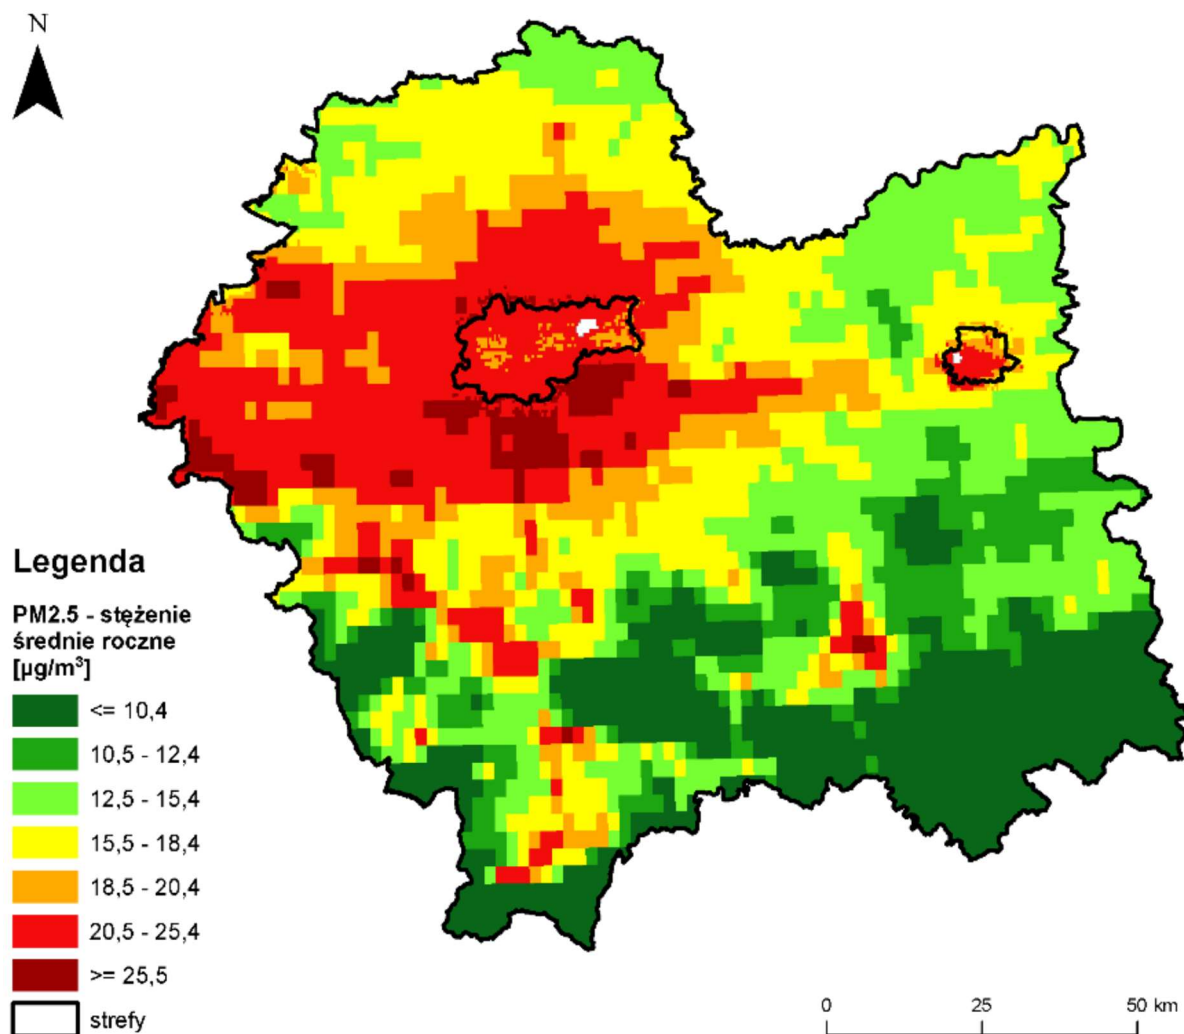 N
Legenda
PM2.5 - stężenie
średnie roczne
[µg/m³]
<= 10,4
10,5 - 12,4
12,5 - 15,4
15,5 - 18,4
18,5 - 20,4
20,5 - 25,4
>= 25,5
strefy
0 25 50 km